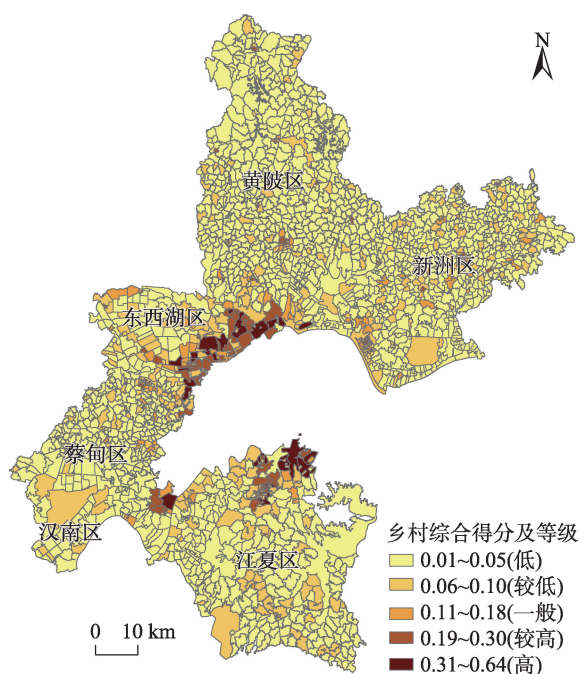 N
黄陂区
新洲区
东西湖区
蔡甸区
汉南区
江夏区
乡村综合得分及等级
0.01~0.05(低)
0.06~0.10(较低)
0.11~0.18(一般)
0.19~0.30(较高)
0.31~0.64(高)
0 10 km